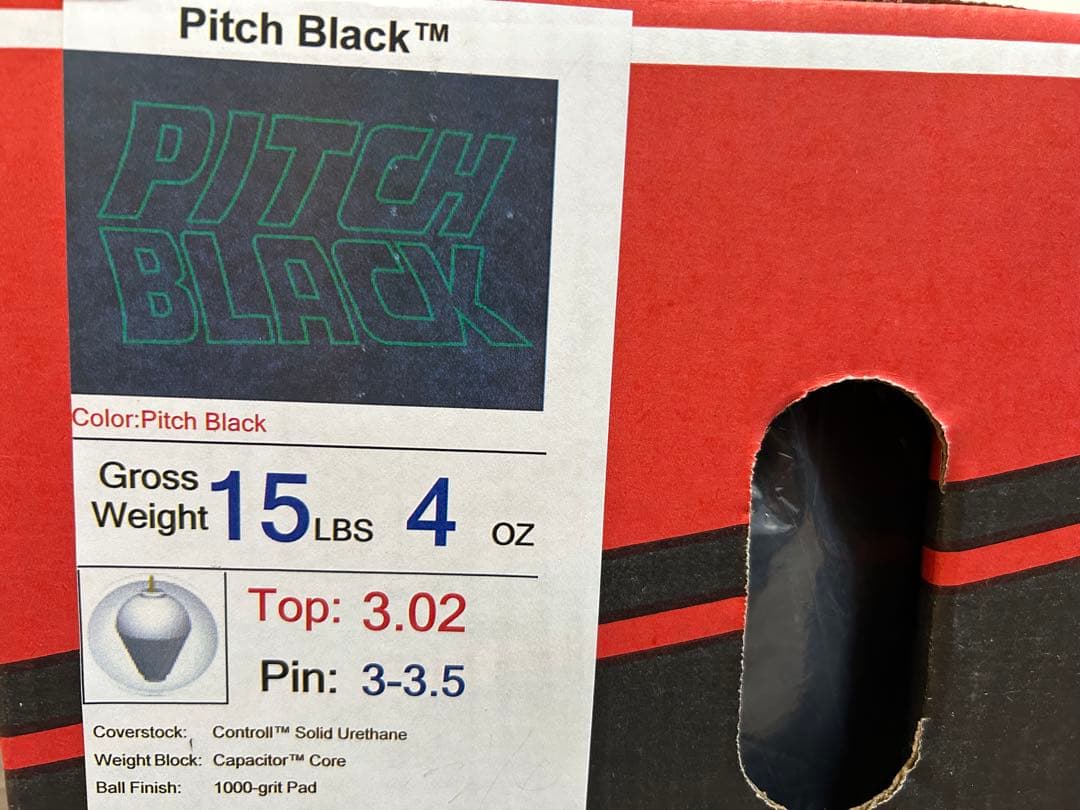 Pitch Black™
PITCH
BLACK
Color:Pitch Black
Gross Weight 15 LBS 4 OZ
Top: 3.02
Pin: 3-3.5
Coverstock: Controll™ Solid Urethane
Weight Block: Capacitor™ Core
Ball Finish: 1000-grit Pad